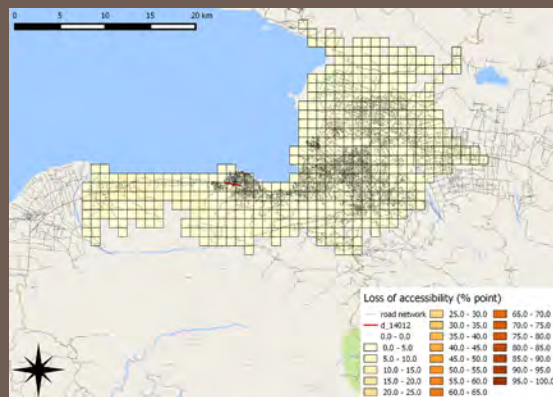 0 5 10 15 20 km
Loss of accessibility (% point)
road network
d_14012
0.0 - 0.0
0.0 - 5.0
5.0 - 10.0
10.0 - 15.0
15.0 - 20.0
20.0 - 25.0
25.0 - 30.0
30.0 - 35.0
35.0 - 40.0
40.0 - 45.0
45.0 - 50.0
50.0 - 55.0
55.0 - 60.0
60.0 - 65.0
65.0 - 70.0
70.0 - 75.0
75.0 - 80.0
80.0 - 85.0
85.0 - 90.0
90.0 - 95.0
95.0 - 100.0